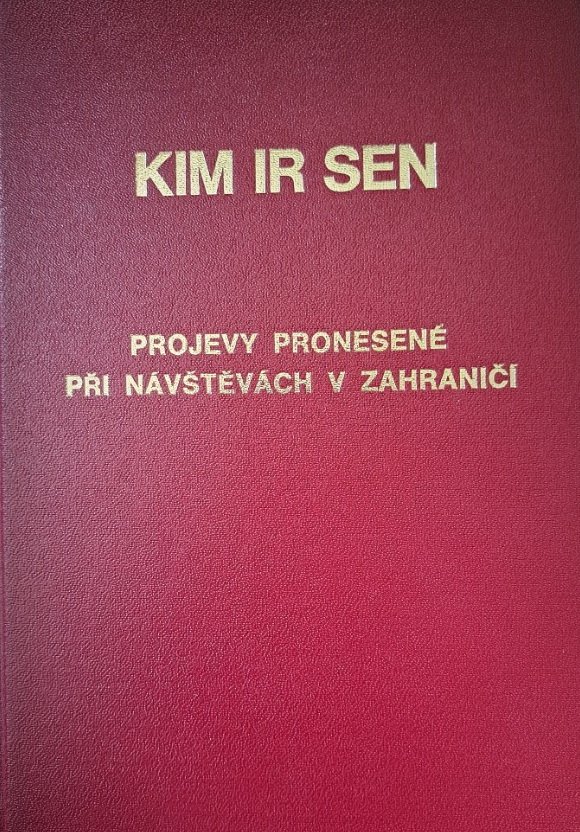 KIM IR SEN
PROJEVY PRONESENÉ
PŘI NÁVŠTĚVÁCH V ZAHRANIČÍ